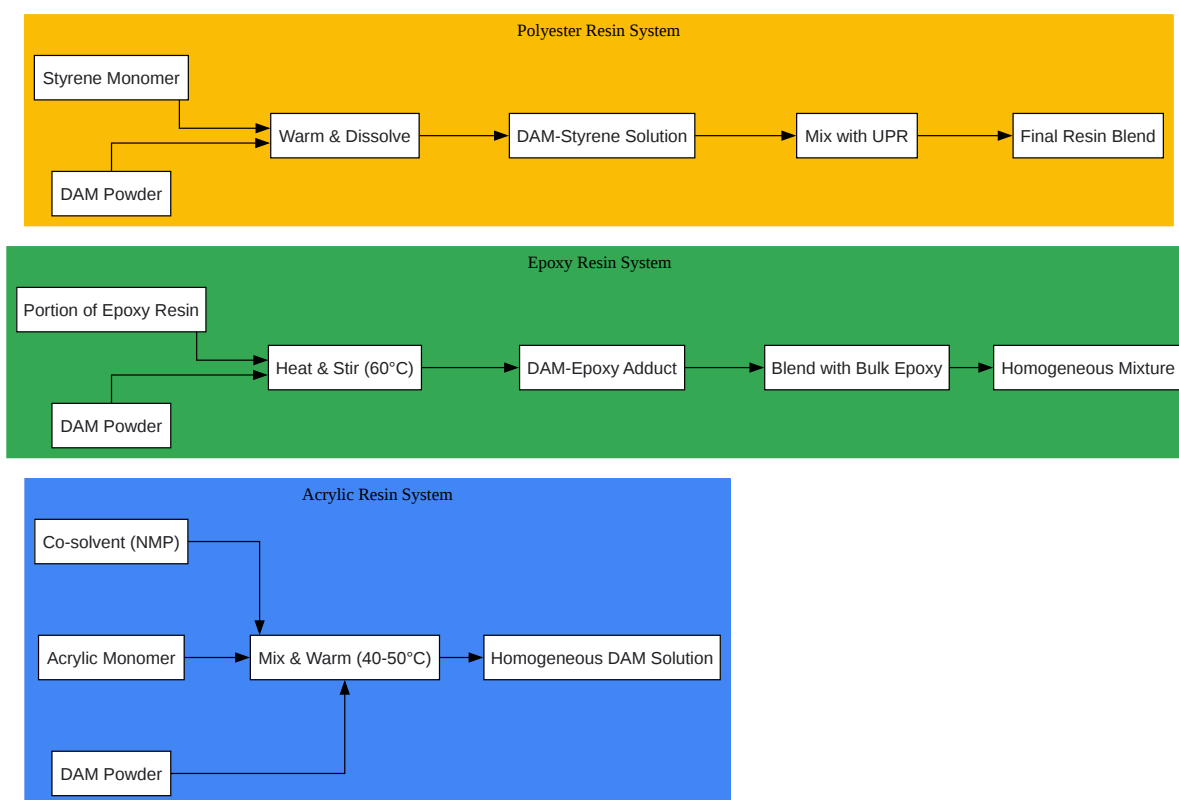 Polyester Resin System
Styrene Monomer
Warm & Dissolve
DAM-Styrene Solution
Mix with UPR
Final Resin Blend
DAM Powder
Epoxy Resin System
Portion of Epoxy Resin
Heat & Stir (60°C)
DAM-Epoxy Adduct
Blend with Bulk Epoxy
Homogeneous Mixture
DAM Powder
Acrylic Resin System
Co-solvent (NMP)
Acrylic Monomer
Mix & Warm (40-50°C)
Homogeneous DAM Solution
DAM Powder